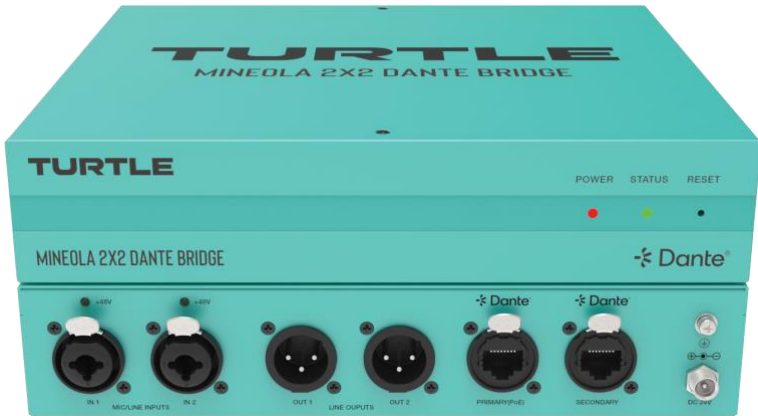 TURTLE
MINEOLA 2X2 DANTE BRIDGE
TURTLE
POWER STATUS RESET
MINEOLA 2X2 DANTE BRIDGE
Dante®
+48V +48V
Dante Dante
IN 1 IN 2 OUT 1 OUT 2 PRIMARY(PoE) SECONDARY DC 24V
MIC/LINE INPUTS LINE OUPUTS